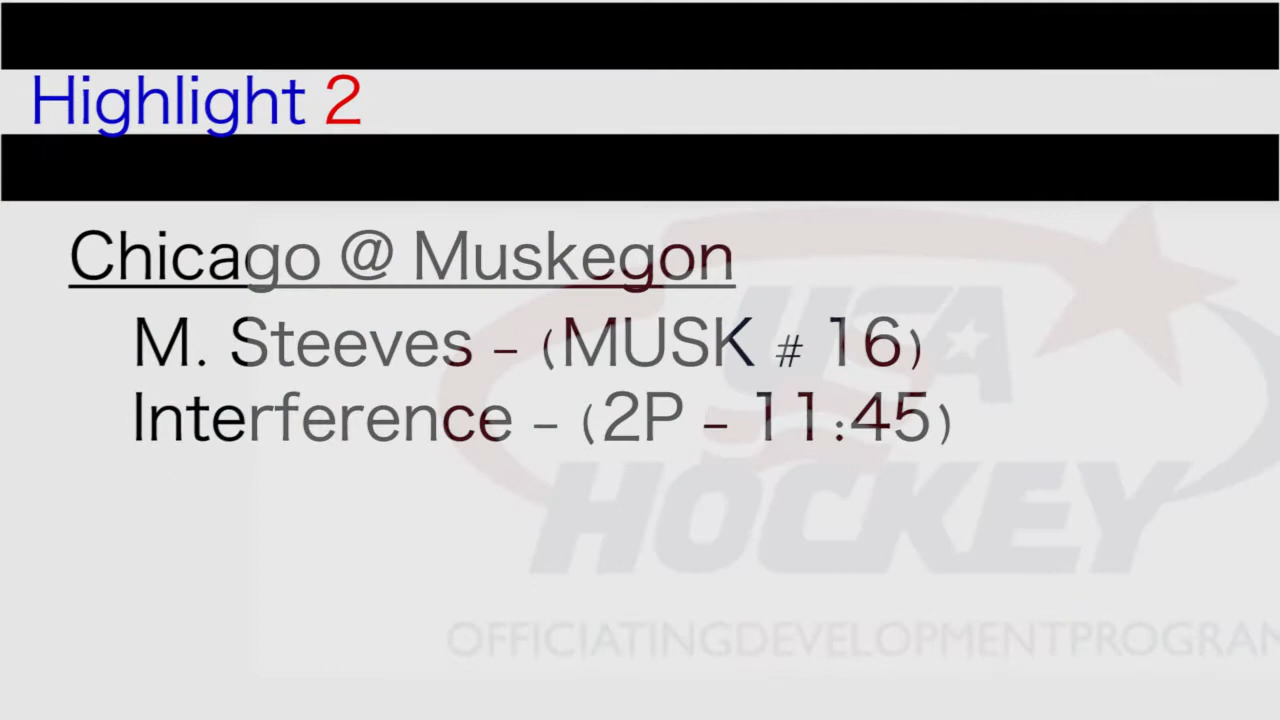 Highlight 2
Chicago @ Muskegon
M. Steeves – (MUSK # 16)
Interference – (2P – 11:45)
USA
HOCKEY
OFFICIATINGDEVELOPMENTPROGRAM